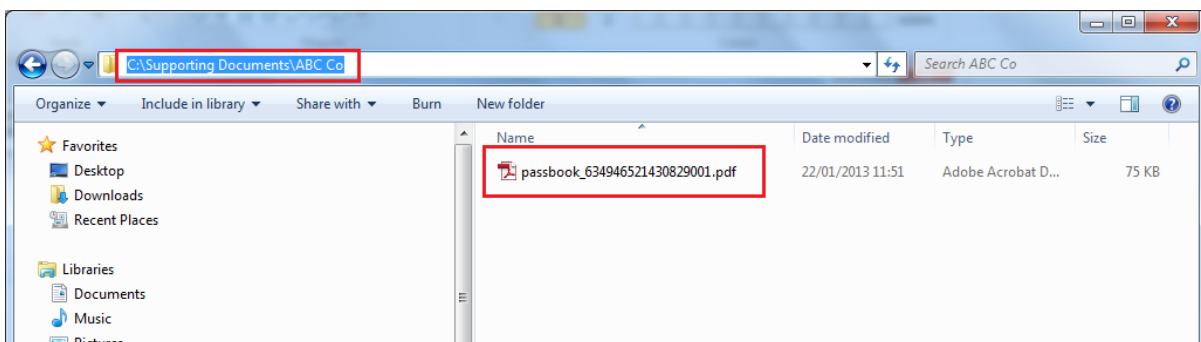 C:\Supporting Documents\ABC Co
Search ABC Co
Organize
Include in library
Share with
Burn
New folder
Favorites
Desktop
Downloads
Recent Places
Libraries
Documents
Music
Pictures
Name
Date modified
Type
Size
passbook_634946521430829001.pdf
22/01/2013 11:51
Adobe Acrobat D...
75 KB